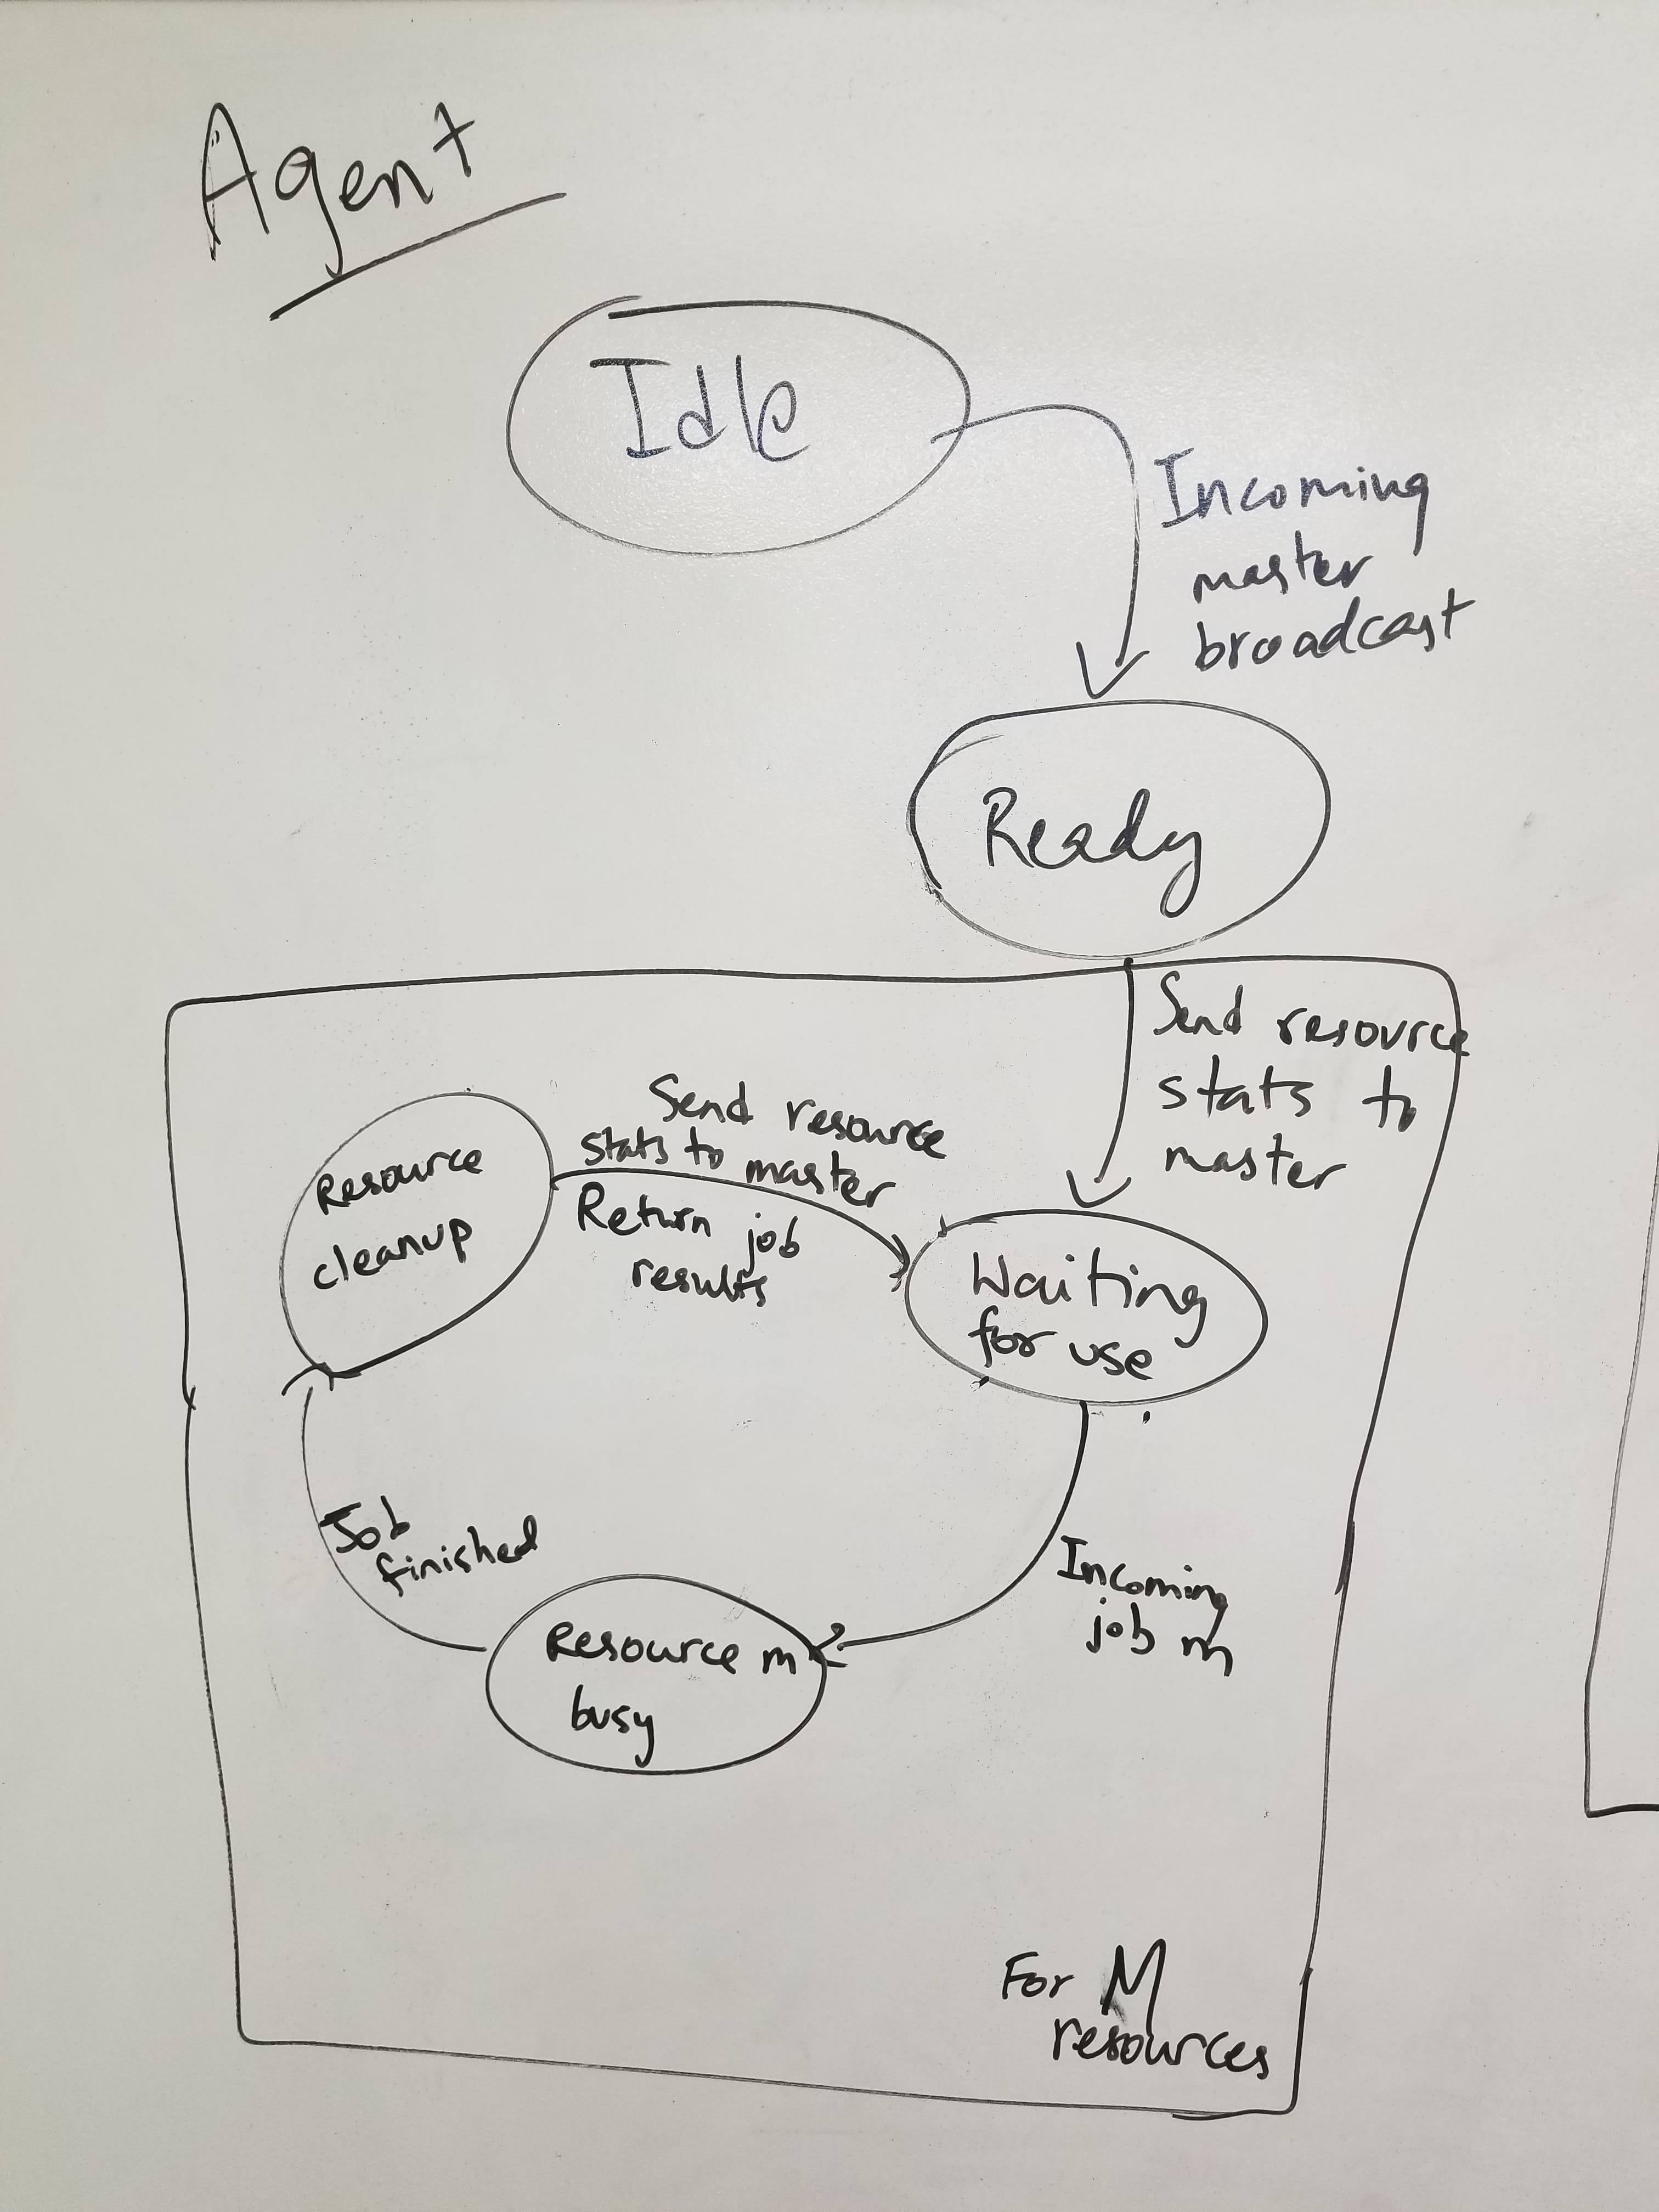 Agent
Idle
Incoming
master
broadcast
Ready
Send resource
stats to
master
Send resource
stats to master
Return job
results
Resource
cleanup
Waiting
for use
Job
finished
Incoming
job m
Resource m
busy
For M
resources